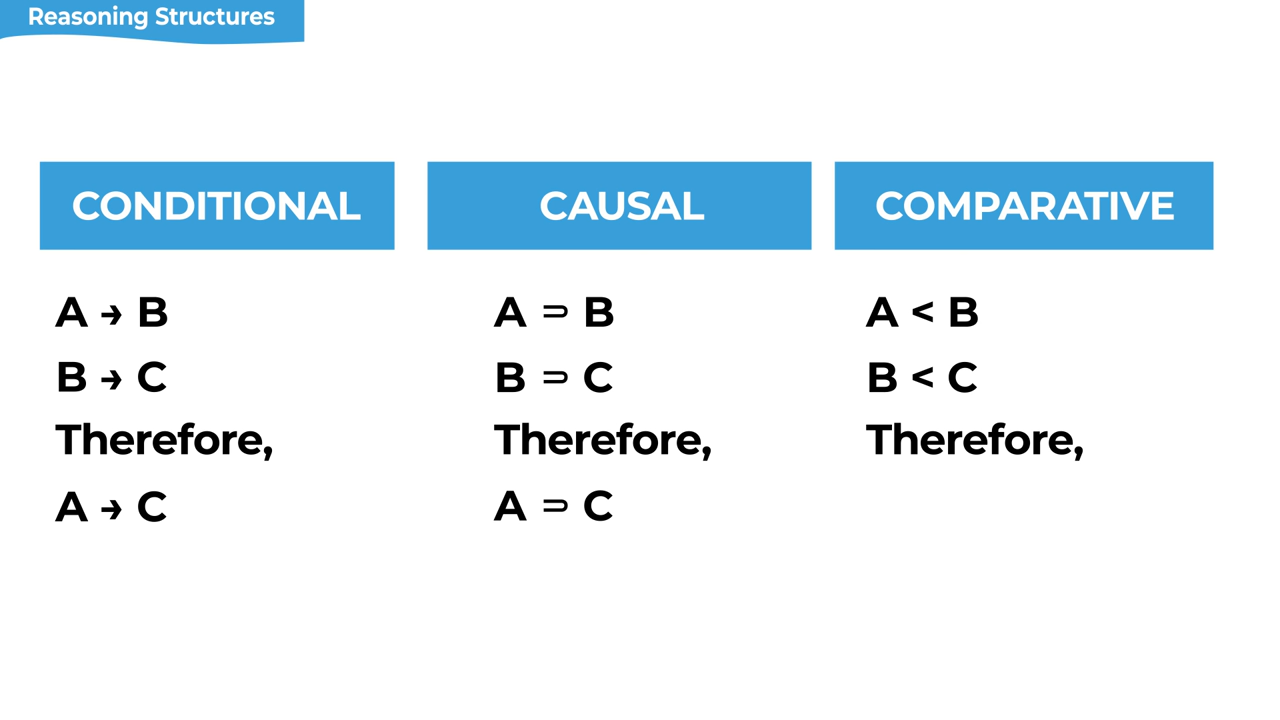 Reasoning Structures
CONDITIONAL
A → B
B → C
Therefore,
A → C
CAUSAL
A ⊃ B
B ⊃ C
Therefore,
A ⊃ C
COMPARATIVE
A < B
B < C
Therefore,